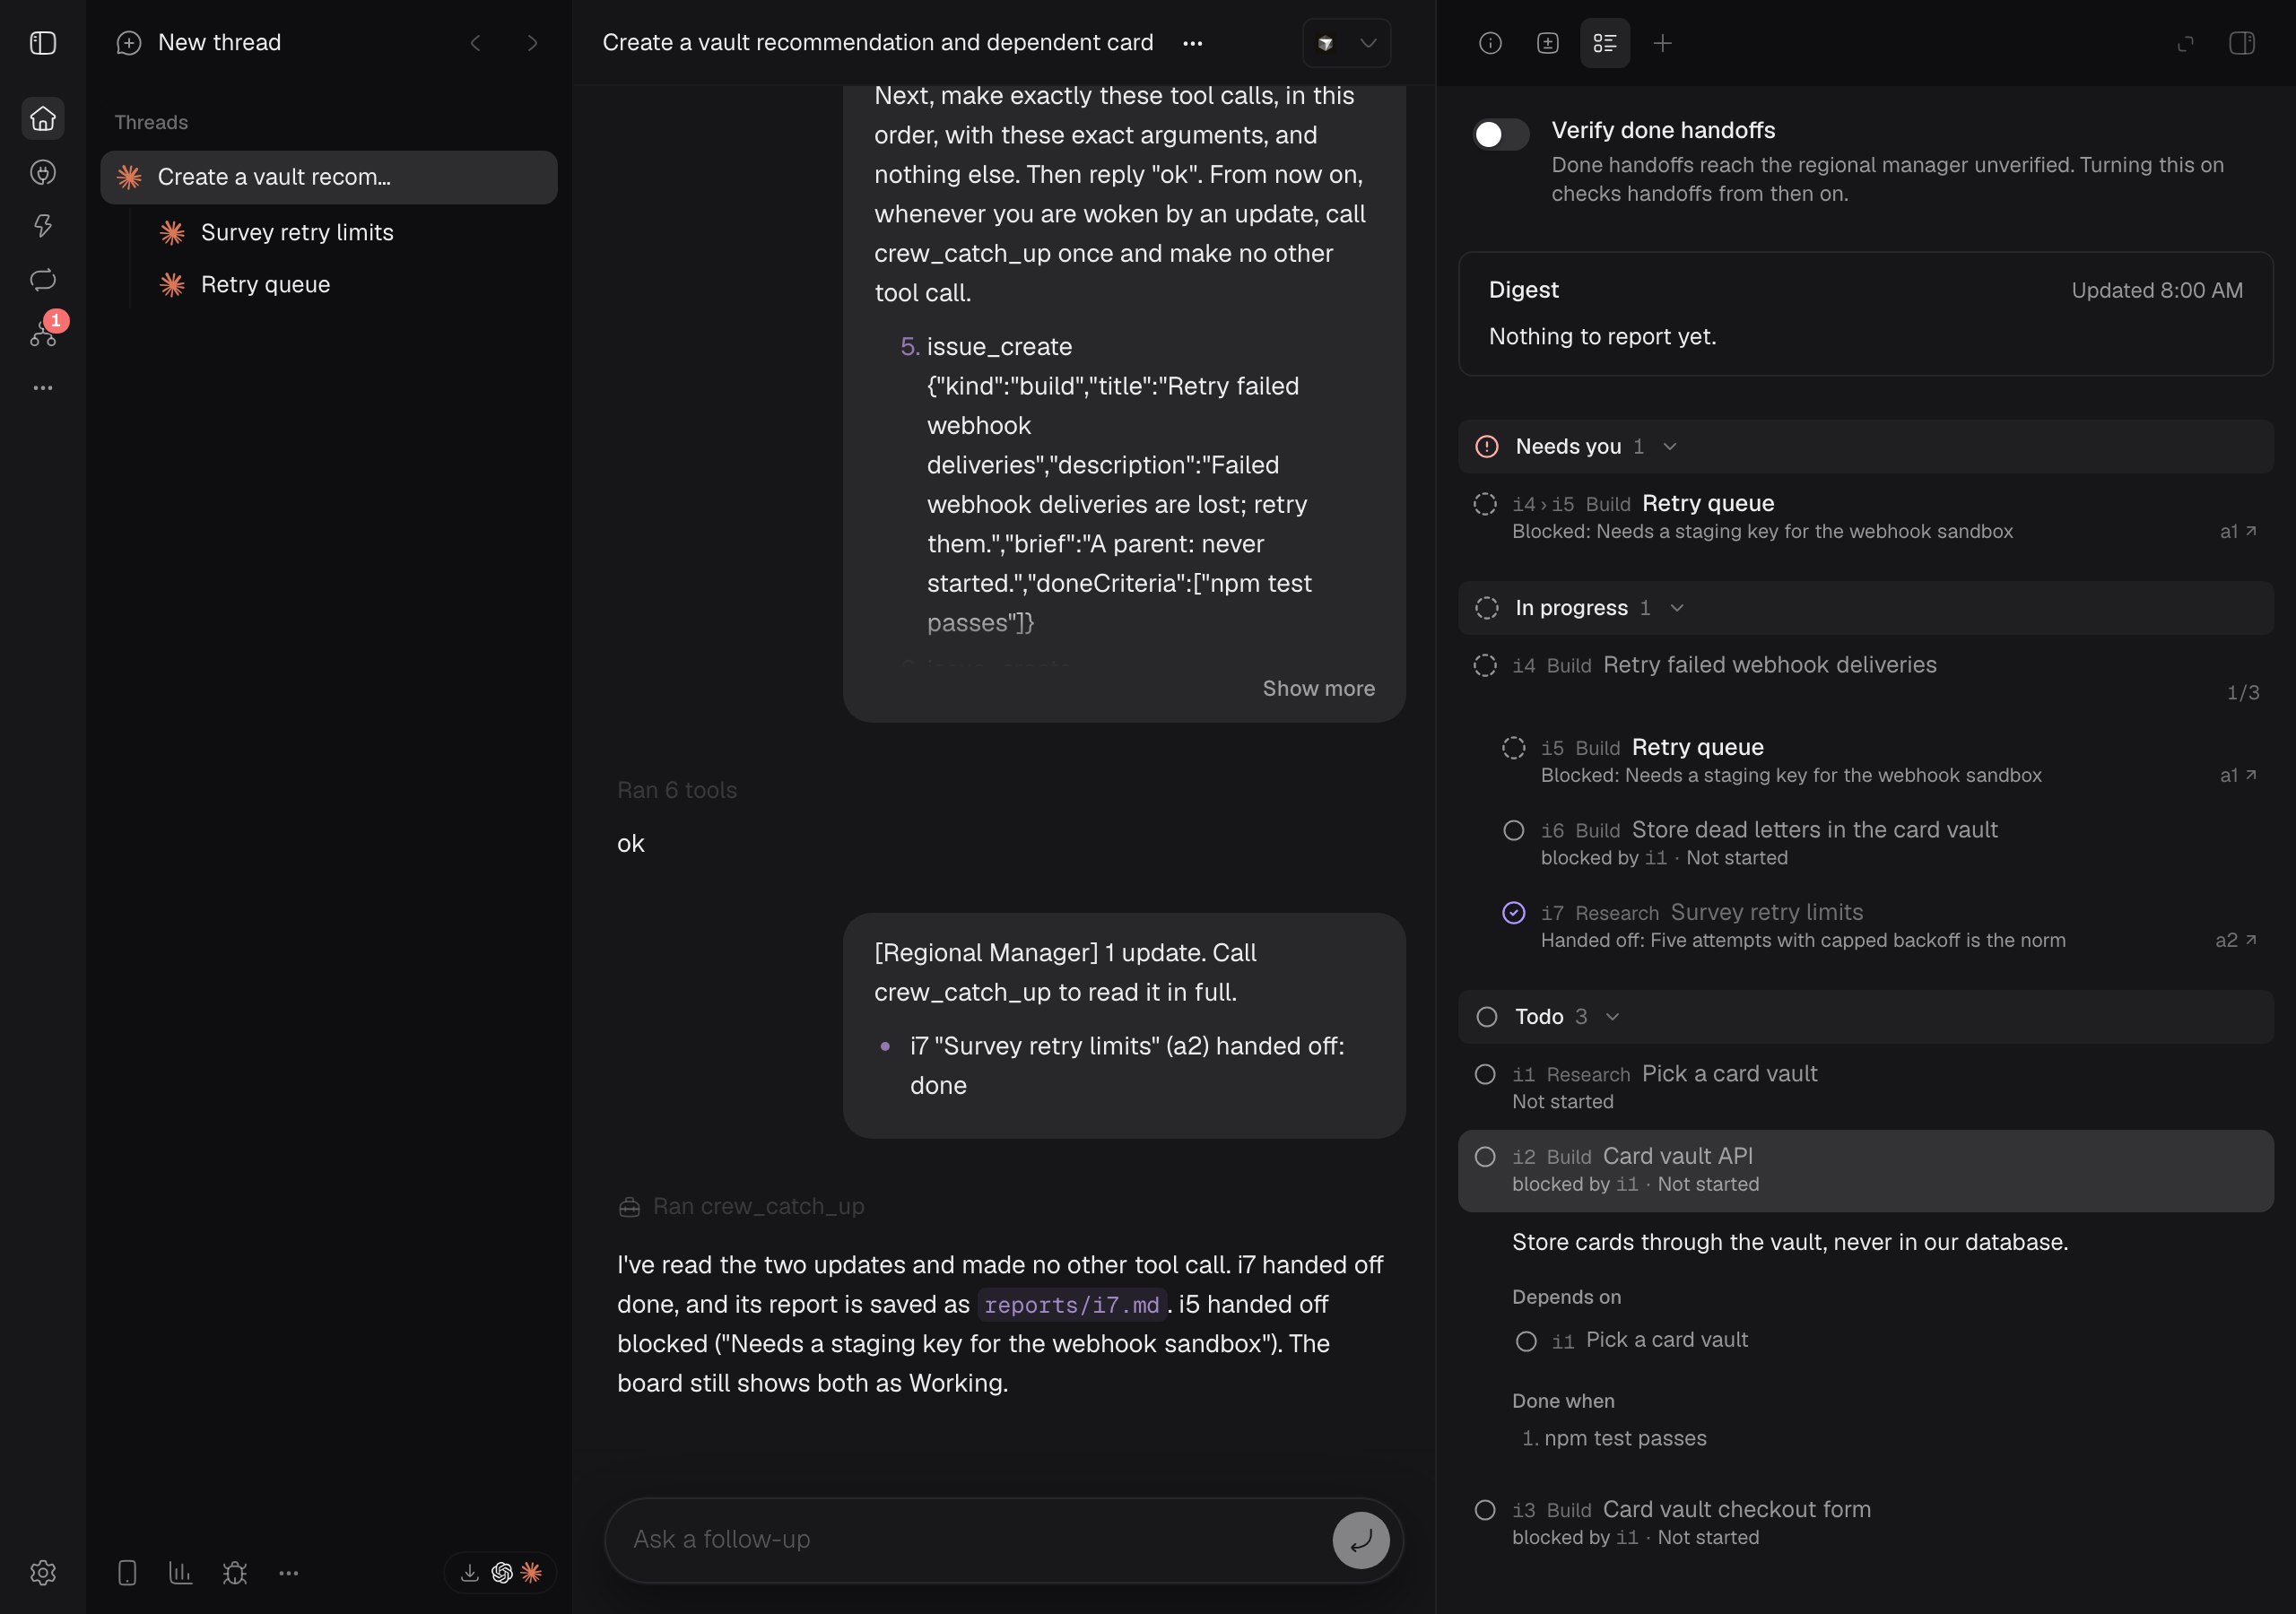 New thread
Threads
Create a vault recom...
Survey retry limits
Retry queue
1
Create a vault recommendation and dependent card
Next, make exactly these tool calls, in this
order, with these exact arguments, and
nothing else. Then reply "ok". From now on,
whenever you are woken by an update, call
crew_catch_up once and make no other
tool call.
5. issue_create
{"kind":"build","title":"Retry failed
webhook
deliveries","description":"Failed
webhook deliveries are lost; retry
them.","brief":"A parent: never
started.","doneCriteria":["npm test
passes"]}
Show more
Ran 6 tools
ok
[Regional Manager] 1 update. Call
crew_catch_up to read it in full.
• i7 "Survey retry limits" (a2) handed off:
done
Ran crew_catch_up
I've read the two updates and made no other tool call. i7 handed off
done, and its report is saved as reports/i7.md. i5 handed off
blocked ("Needs a staging key for the webhook sandbox"). The
board still shows both as Working.
Ask a follow-up
Verify done handoffs
Done handoffs reach the regional manager unverified. Turning this on
checks handoffs from then on.
Digest
Updated 8:00 AM
Nothing to report yet.
Needs you 1
i4 › i5 Build Retry queue
Blocked: Needs a staging key for the webhook sandbox
a1 ↗
In progress 1
i4 Build Retry failed webhook deliveries
1/3
i5 Build Retry queue
Blocked: Needs a staging key for the webhook sandbox
a1 ↗
i6 Build Store dead letters in the card vault
blocked by i1 · Not started
i7 Research Survey retry limits
Handed off: Five attempts with capped backoff is the norm
a2 ↗
Todo 3
i1 Research Pick a card vault
Not started
i2 Build Card vault API
blocked by i1 · Not started
Store cards through the vault, never in our database.
Depends on
i1 Pick a card vault
Done when
1. npm test passes
i3 Build Card vault checkout form
blocked by i1 · Not started